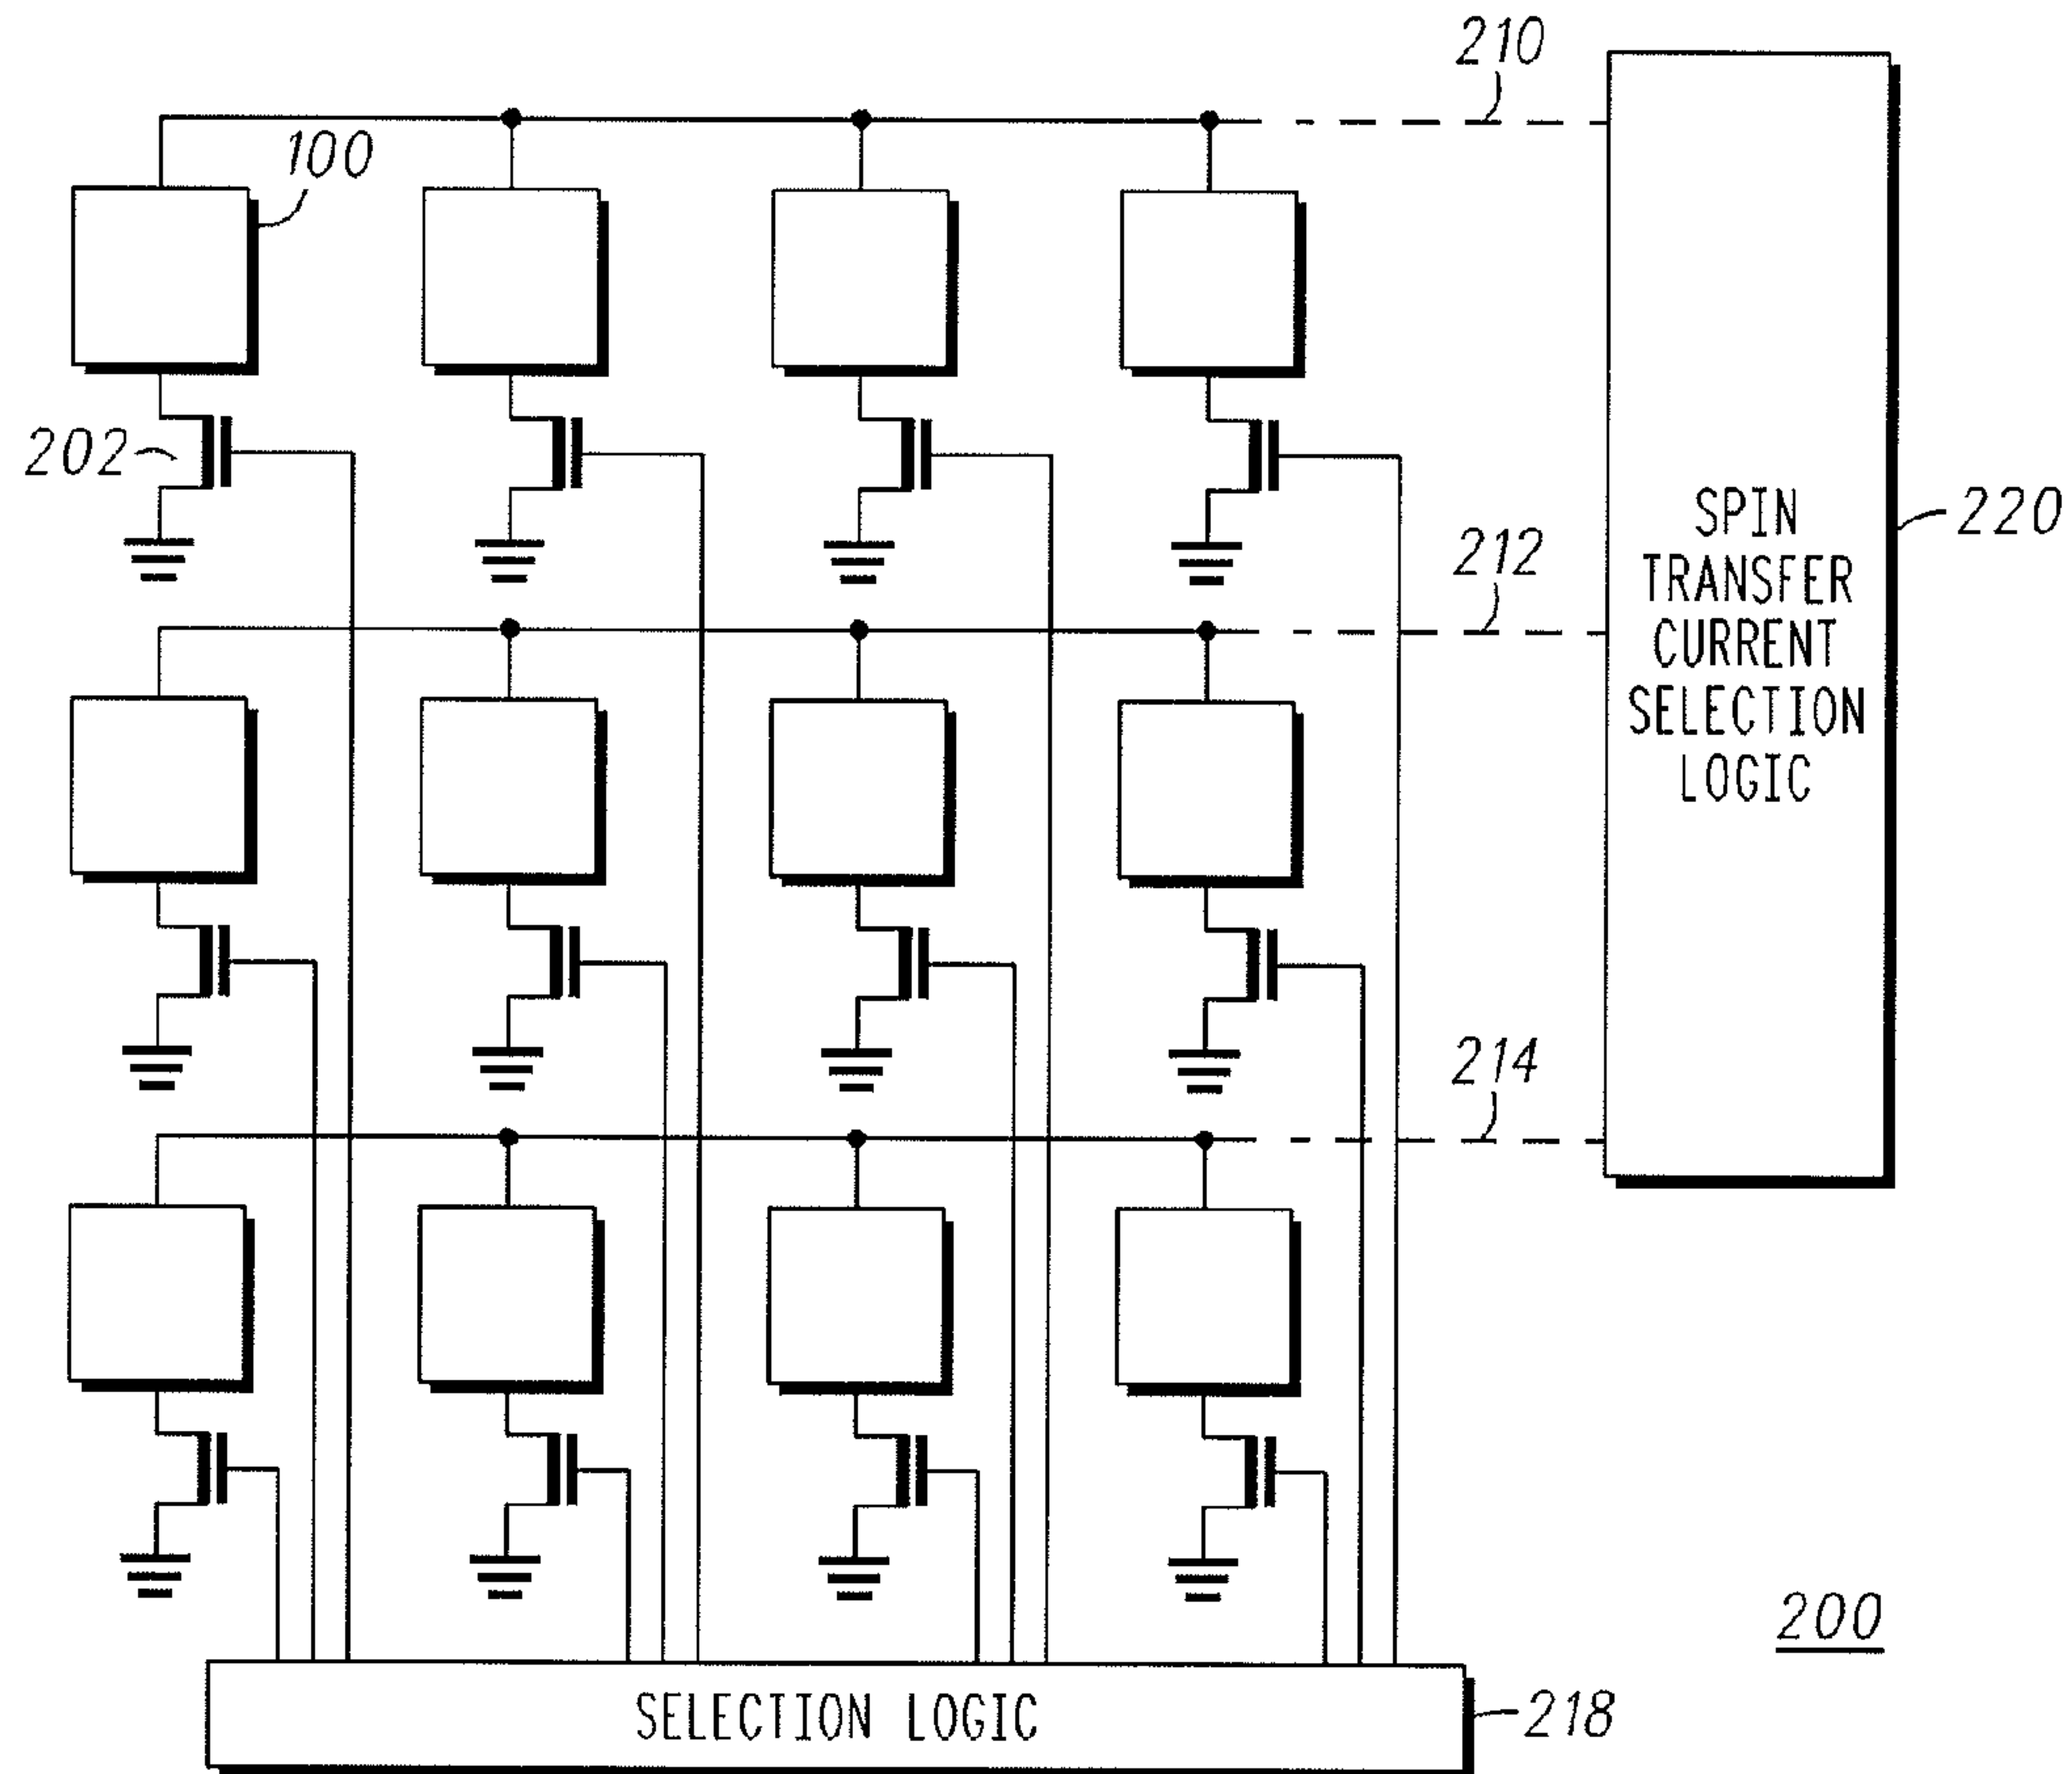 210
100
202
SPIN
TRANSFER
CURRENT
SELECTION
LOGIC
220
212
214
200
SELECTION LOGIC
218